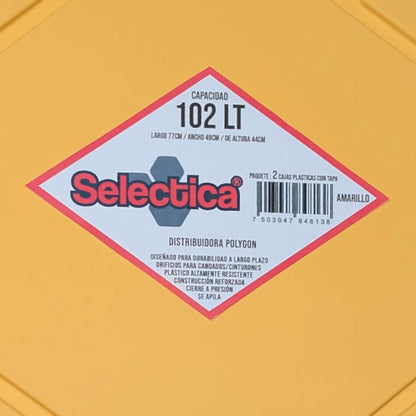 CAPACIDAD
102 LT
LARGO 77CM / ANCHO 49CM / DE ALTURA 44CM
Selectica®
PAQUETE: 2 CAJAS PLASTICAS CON TAPA
AMARILLO
7 503047 848138
DISTRIBUIDORA POLYGON
DISEÑADO PARA DURABILIDAD A LARGO PLAZO
ORIFICIOS PARA CANDADOS/CINTURONES
PLÁSTICO ALTAMENTE RESISTENTE
CONSTRUCCIÓN REFORZADA
CIERRE A PRESIÓN
SE APILA